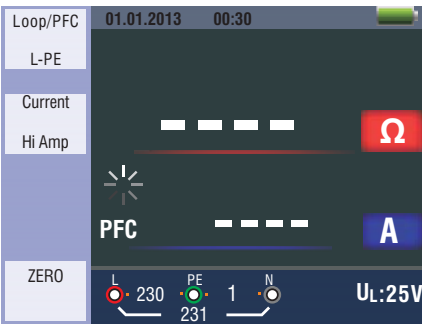 Loop/PFC
L-PE
Current
Hi Amp
ZERO
01.01.2013 00:30
---- Ω
PFC ---- A
L PE N
230 1
231
UL:25V